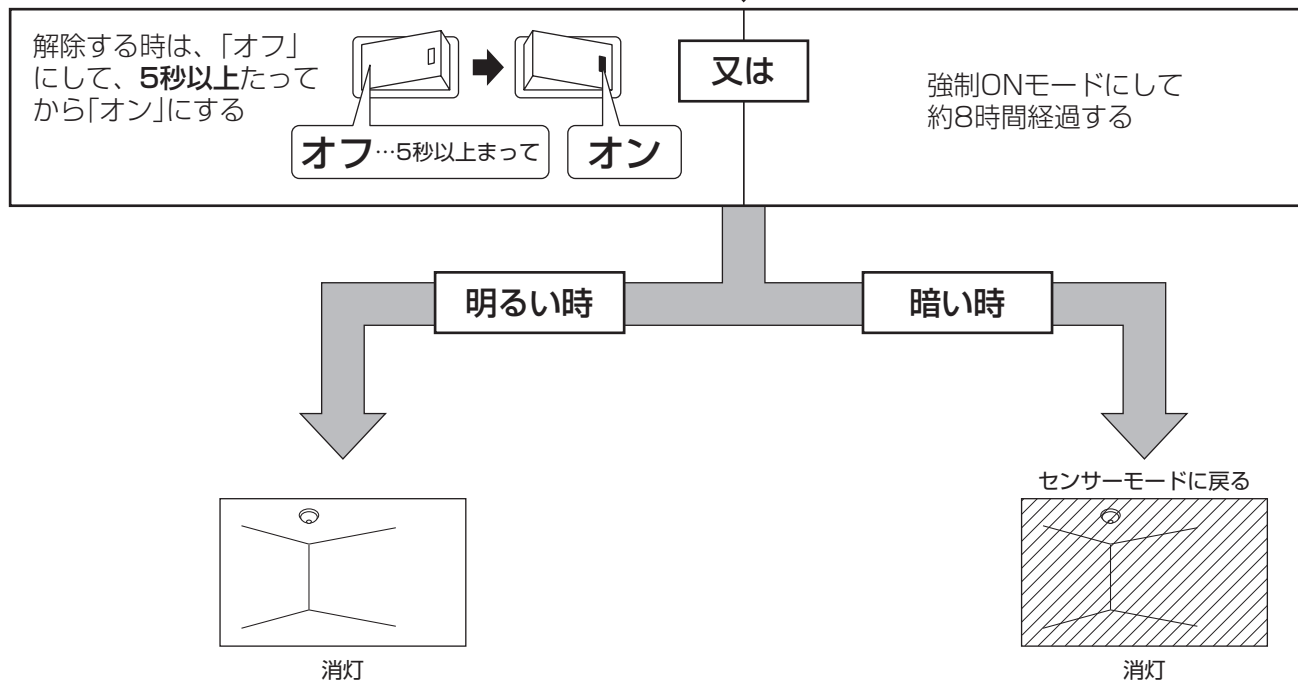 解除する時は、「オフ」
にして、5秒以上たって
から「オン」にする
オフ…5秒以上まって
オン
又は
強制ONモードにして
約8時間経過する
明るい時
暗い時
センサーモードに戻る
消灯
消灯